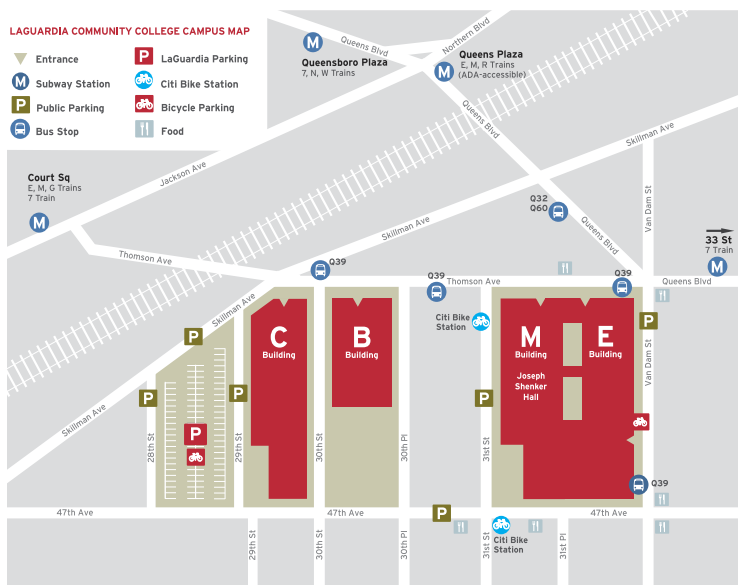 LAGUARDIA COMMUNITY COLLEGE CAMPUS MAP
Entrance
P LaGuardia Parking
M Subway Station
Citi Bike Station
P Public Parking
Bicycle Parking
Bus Stop
Food
M
Queensboro Plaza
7, N, W Trains
Queens Blvd
Northern Blvd
M
Queens Plaza
E, M, R Trains
(ADA-accessible)
Queens Blvd
Skillman Ave
Jackson Ave
Court Sq
E, M, G Trains
7 Train
M
Q32
Q60
Van Dam St
Skillman Ave
Queens Blvd
33 St
7 Train
M
Thomson Ave
Q39
Q39
Thomson Ave
Q39
Queens Blvd
Skillman Ave
Citi Bike
Station
P
P
C
Building
B
Building
M
Building
E
Building
Joseph
Shenker
Hall
Van Dam St
P
P
P
Skillman Ave
P
28th St
29th St
30th St
30th Pl
31st St
Q39
47th Ave
47th Ave
P
47th Ave
Citi Bike
Station
29th St
30th St
30th Pl
31st St
31st Pl